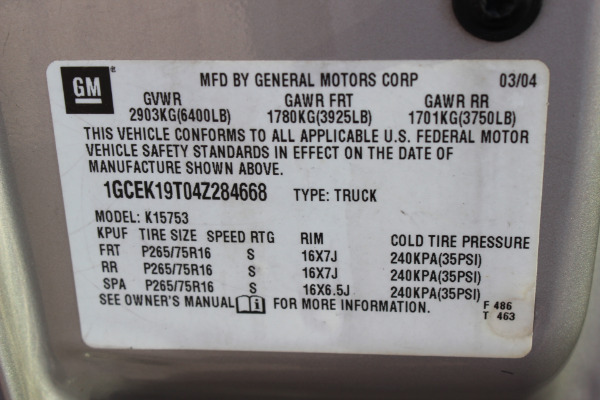 GM
MFD BY GENERAL MOTORS CORP 03/04
GVWR GAWR FRT GAWR RR
2903KG(6400LB) 1780KG(3925LB) 1701KG(3750LB)
THIS VEHICLE CONFORMS TO ALL APPLICABLE U.S. FEDERAL MOTOR
VEHICLE SAFETY STANDARDS IN EFFECT ON THE DATE OF
MANUFACTURE SHOWN ABOVE.
1GCEK19T04Z284668 TYPE: TRUCK
MODEL: K15753
KPUF TIRE SIZE SPEED RTG RIM COLD TIRE PRESSURE
FRT P265/75R16 S 16X7J 240KPA(35PSI)
RR P265/75R16 S 16X7J 240KPA(35PSI)
SPA P265/75R16 S 16X6.5J 240KPA(35PSI)
SEE OWNER'S MANUAL FOR MORE INFORMATION.
F 486
T 463